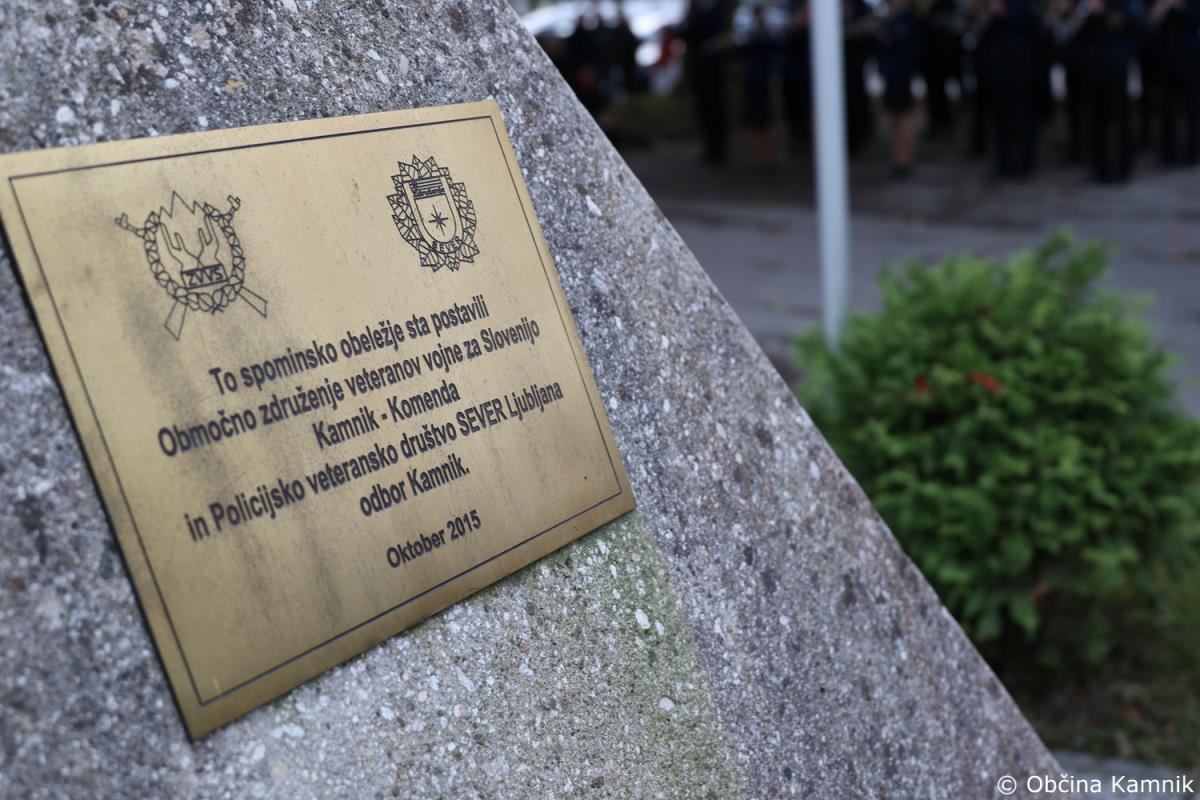 ZVVS
SEVER
To spominsko obeležje sta postavili
Območno združenje veteranov vojne za Slovenijo
Kamnik - Komenda
in Policijsko veteransko društvo SEVER Ljubljana
odbor Kamnik.
Oktober 2015
© Občina Kamnik